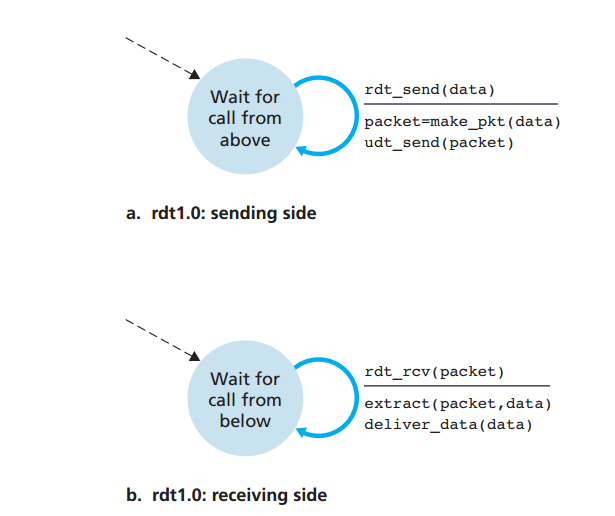 Wait for
call from
above
rdt_send(data)
packet=make_pkt(data)
udt_send(packet)
a. rdt1.0: sending side
Wait for
call from
below
rdt_rcv(packet)
extract(packet,data)
deliver_data(data)
b. rdt1.0: receiving side